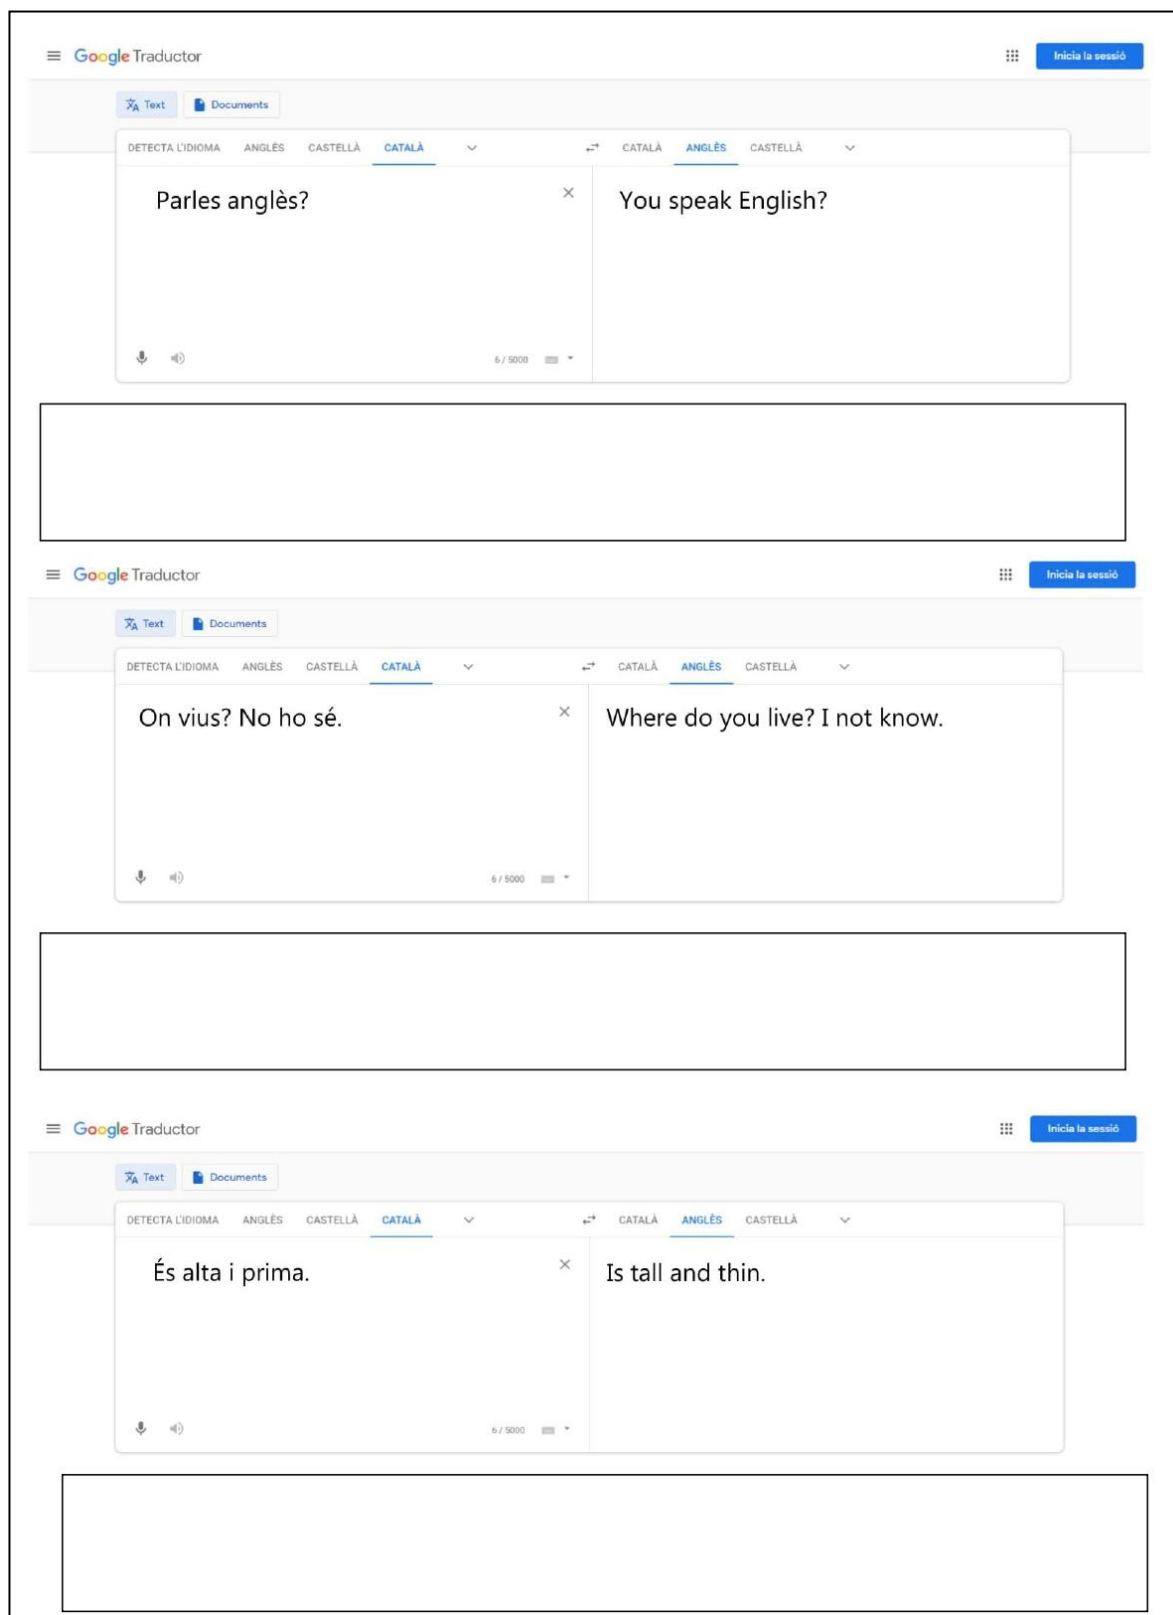 Google Traductor
Inicia la sessió
Text Documents
DETECTA L'IDIOMA ANGLÈS CASTELLÀ CATALÀ CATALÀ ANGLÈS CASTELLÀ
Parles anglès? You speak English?
6 / 5000
Google Traductor
Inicia la sessió
Text Documents
DETECTA L'IDIOMA ANGLÈS CASTELLÀ CATALÀ CATALÀ ANGLÈS CASTELLÀ
On vius? No ho sé. Where do you live? I not know.
6 / 5000
Google Traductor
Inicia la sessió
Text Documents
DETECTA L'IDIOMA ANGLÈS CASTELLÀ CATALÀ CATALÀ ANGLÈS CASTELLÀ
És alta i prima. Is tall and thin.
6 / 5000